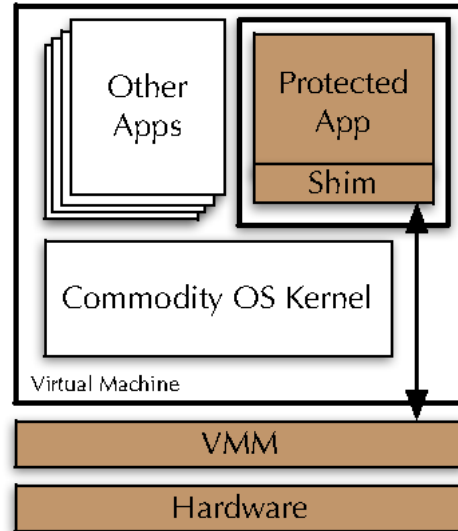 Other
Apps
Protected
App
Shim
Commodity OS Kernel
Virtual Machine
VMM
Hardware